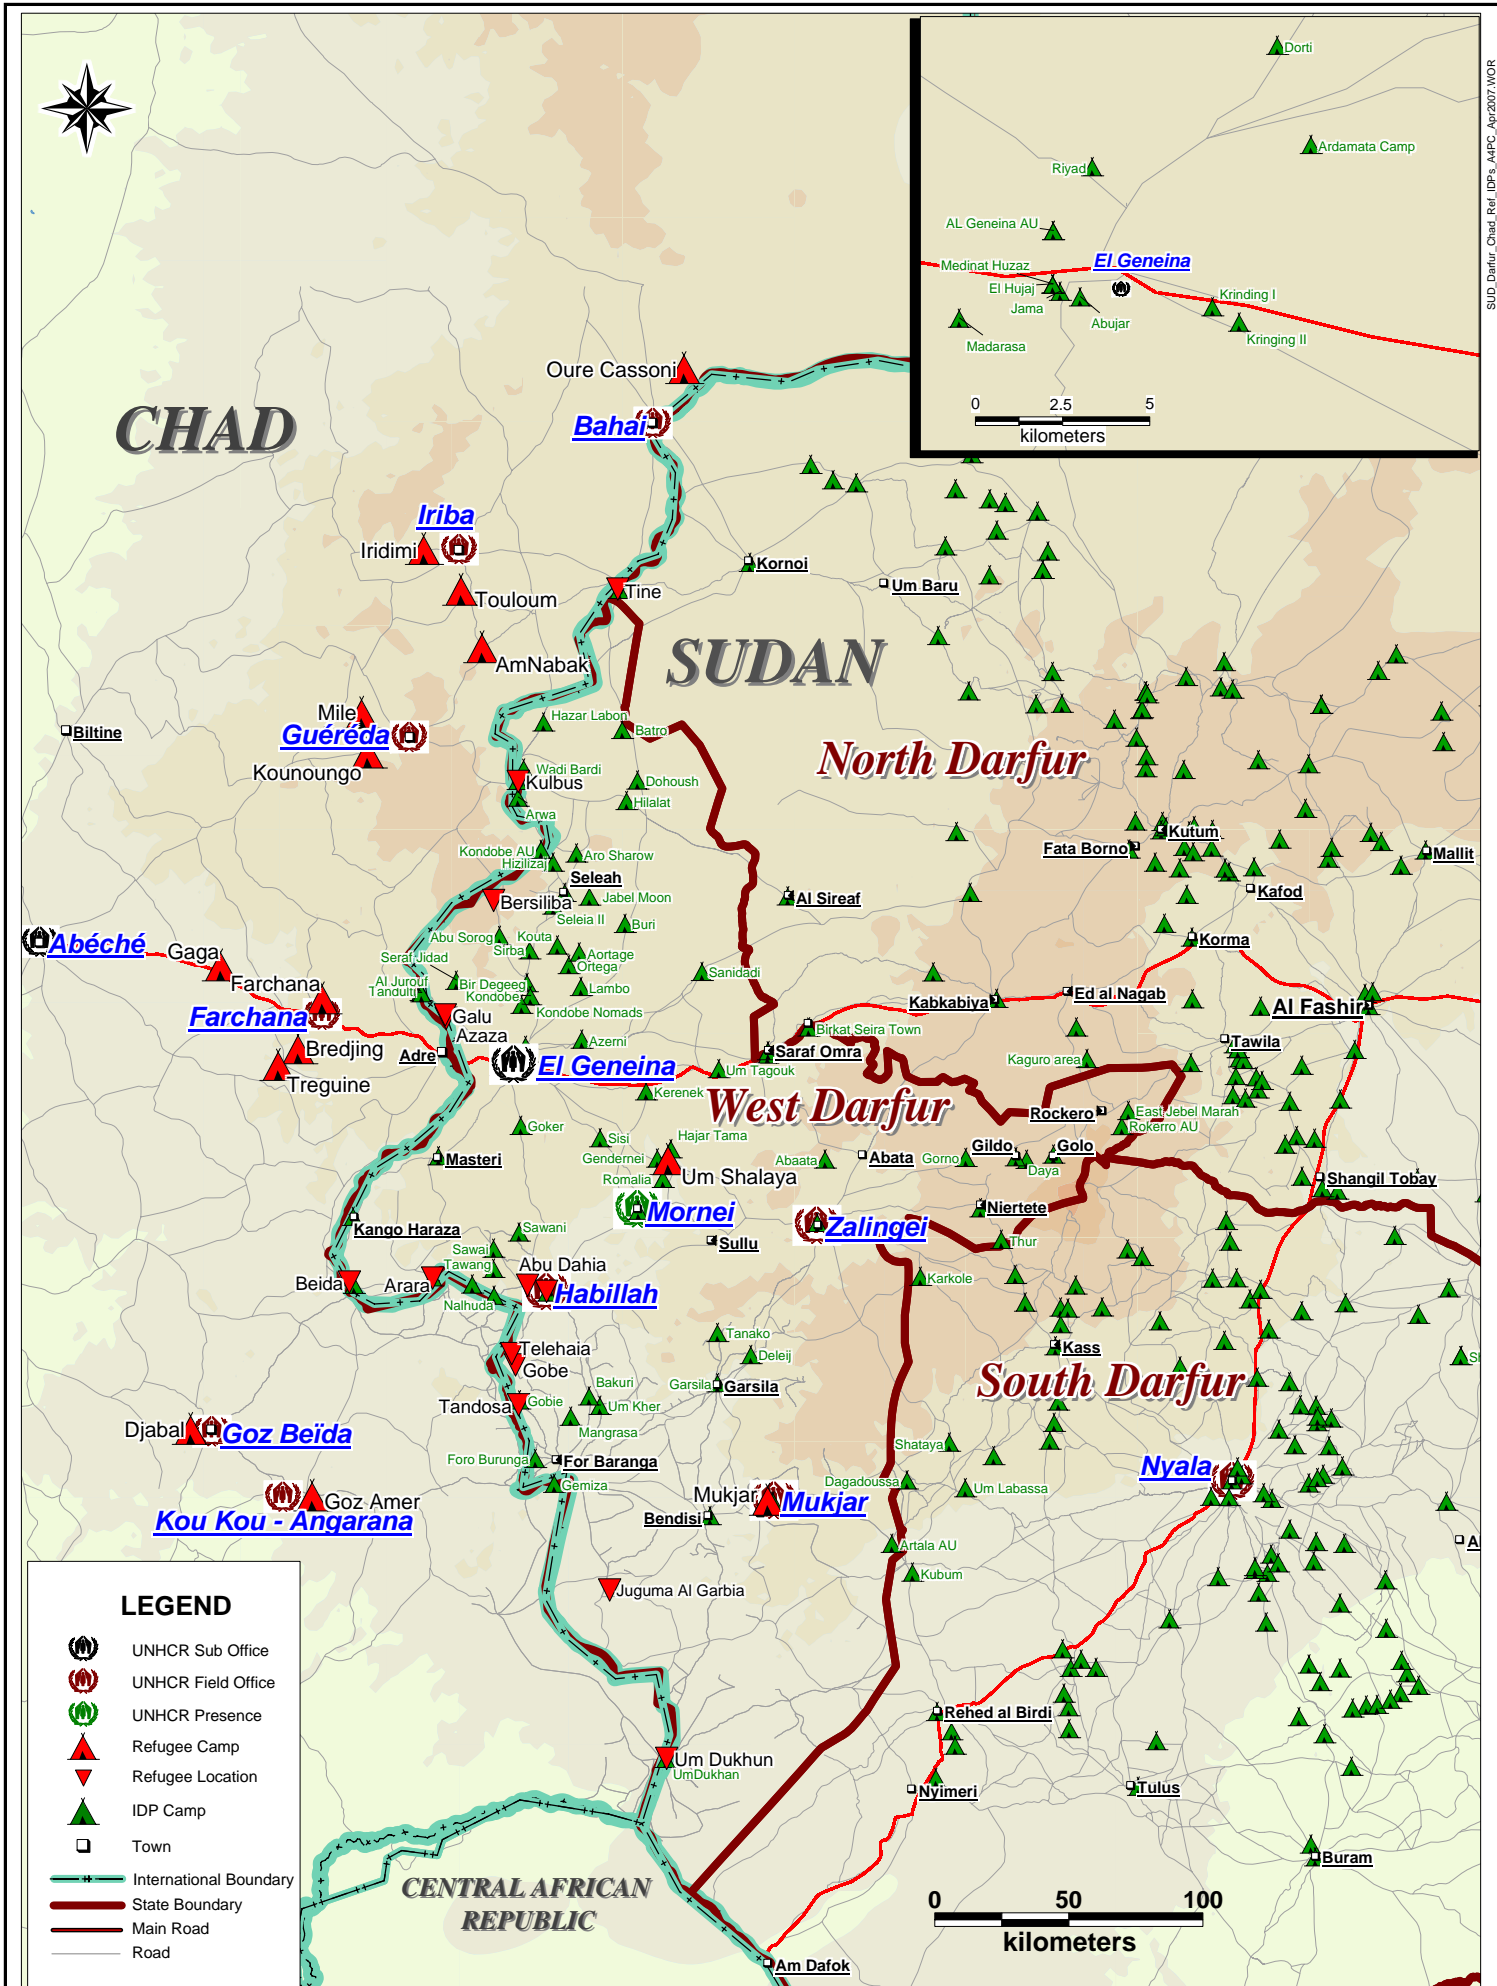 SUD_Darfur_Chad_Ref_IDPs_A4PC_Apr2007.WOR
Dorti
Ardamata Camp
Riyad
AL Geneina AU
El Geneina
Medinat Huzaz
El Hujaj
Jama
Abujar
Krinding I
Kringing II
Madarasa
0 2.5 5
kilometers
Oure Cassoni
CHAD
Bahai
Iriba
Iridimi
Kornoi
Um Baru
Tine
Touloum
SUDAN
AmNabak
Mile
Hazar Labon
Biltine
Guéréda
Batro
North Darfur
Kounoungo
Wadi Bardi
Kulbus
Dohoush
Hilalat
Arwa
Kutum
Fata Borno
Mallit
Kondobe AU
Hizilizaj
Aro Sharow
Seleah
Kafod
Bersiliba
Jabel Moon
Al Sireaf
Seleia II
Buri
Abéché
Abu Sorog
Kouta
Korma
Gaga
Sirba
Aortage
Seraf Jidad
Ortega
Sanidadi
Farchana
Al Jurouf
Bir Degeeg
Lambo
Ed al Nagab
Tandulti
Kondobe
Kabkabiya
Al Fashir
Farchana
Galu
Kondobe Nomads
Azaza
Birkat Seira Town
Bredjing
Adre
Azerni
Saraf Omra
Tawila
Treguine
El Geneina
Um Tagouk
Kaguro area
Kerenek
West Darfur
Rockero
East Jebel Marah
Goker
Rokerro AU
Sisi
Hajar Tama
Masteri
Gendernei
Abaata
Abata
Gorno
Gildo
Golo
Daya
Romalia
Um Shalaya
Shangil Tobay
Mornei
Niertete
Kango Haraza
Sawani
Zalingei
Sawai
Sullu
Thur
Tawang
Abu Dahia
Beida
Arara
Habillah
Karkole
Nalhuda
Tanako
Telehaia
Deleij
Kass
Gobe
Garsila
Garsila
South Darfur
Bakuri
Tandosa
Gobie
Um Kher
Djabal
Goz Beïda
Mangrasa
Shataya
Foro Burunga
For Baranga
Nyala
Gemiza
Dagadoussa
Um Labassa
Goz Amer
Mukjar
Mukjar
Kou Kou - Angarana
Bendisi
Artala AU
Kubum
Juguma Al Garbia
LEGEND
UNHCR Sub Office
UNHCR Field Office
UNHCR Presence
Refugee Camp
Refugee Location
IDP Camp
Town
International Boundary
State Boundary
Main Road
Road
Rehed al Birdi
Um Dukhun
UmDukhan
Nyimeri
Tulus
Buram
CENTRAL AFRICAN
REPUBLIC
0 50 100
kilometers
Am Dafok